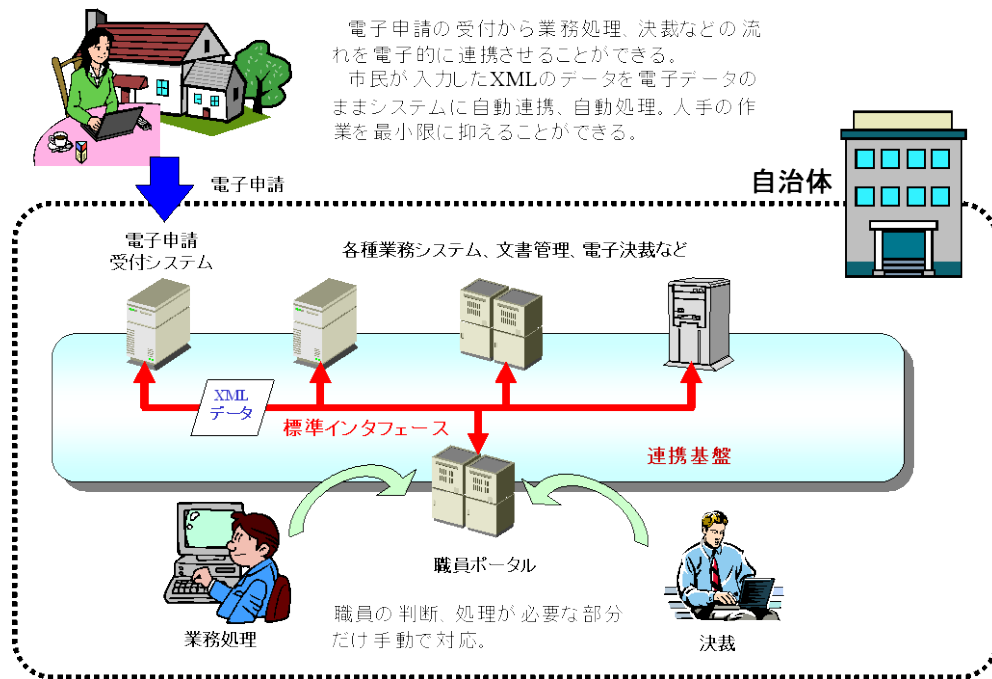 電子申請の受付から業務処理、決裁などの流
れを電子的に連携させることができる。
市民が入力したXMLのデータを電子データの
ままシステムに自動連携、自動処理。人手の作
業を最小限に抑えることができる。
電子申請
自治体
電子申請
受付システム
各種業務システム、文書管理、電子決裁など
XML
データ
標準インタフェース
連携基盤
職員ポータル
業務処理
職員の判断、処理が必要な部分
だけ手動で対応。
決裁